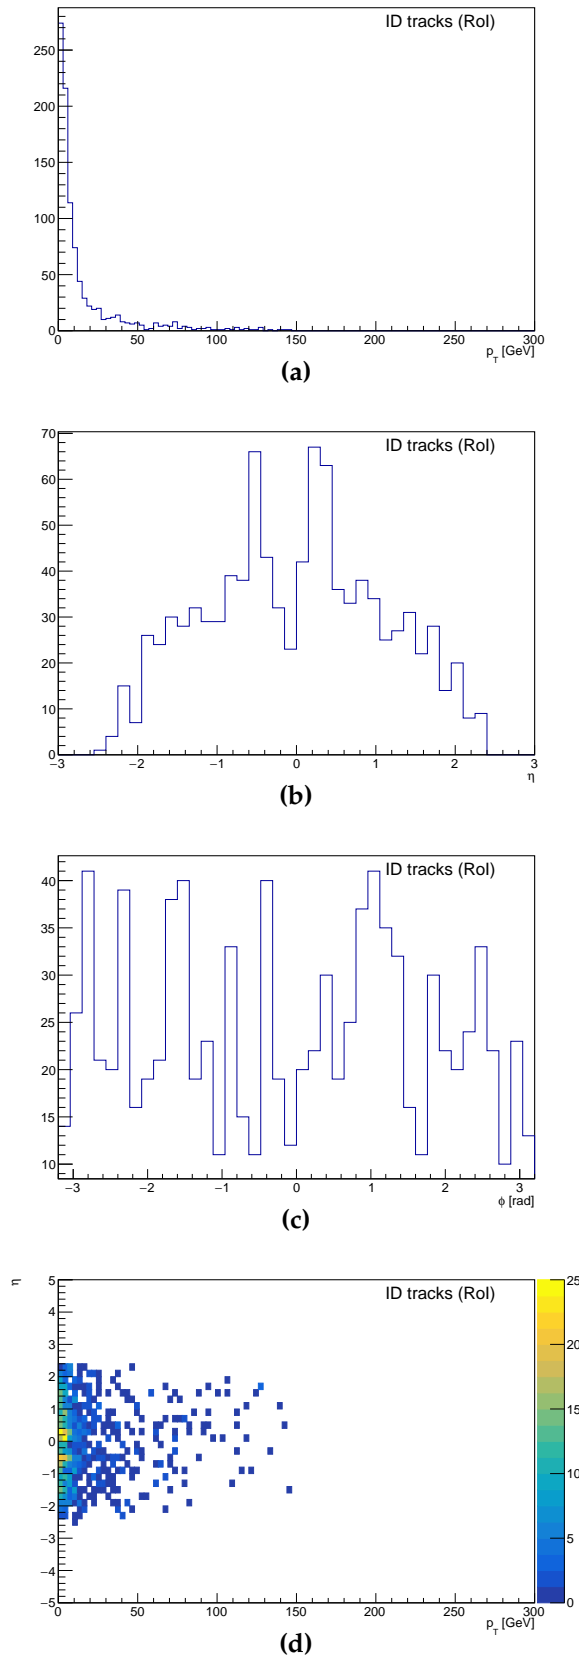 ID tracks (RoI)
250
200
150
100
50
0
0 50 100 150 200 250 300
p_T [GeV]
(a)
ID tracks (RoI)
70
60
50
40
30
20
10
0
−3 −2 −1 0 1 2 3
η
(b)
ID tracks (RoI)
40
35
30
25
20
15
10
−3 −2 −1 0 1 2 3
ϕ [rad]
(c)
η
ID tracks (RoI)
5
4
3
2
1
0
−1
−2
−3
−4
−5
25
20
15
10
5
0
0 50 100 150 200 250 300
p_T [GeV]
(d)